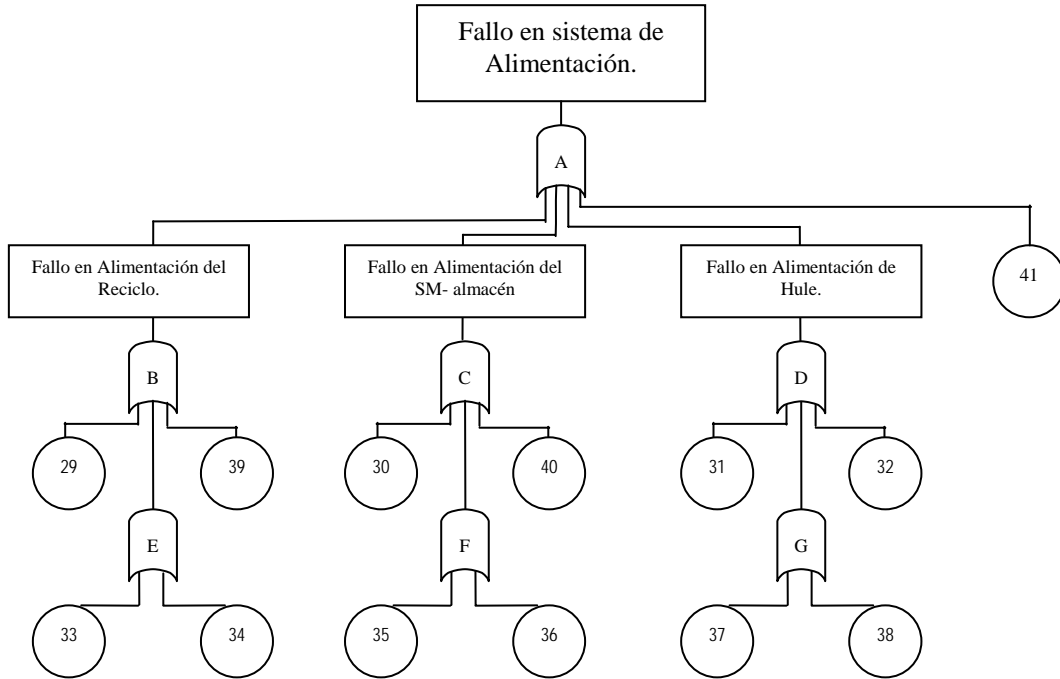 Fallo en sistema de
Alimentación.
A
Fallo en Alimentación del
Reciclo.
Fallo en Alimentación del
SM- almacén
Fallo en Alimentación de
Hule.
41
B
C
D
29
39
30
40
31
32
E
F
G
33
34
35
36
37
38